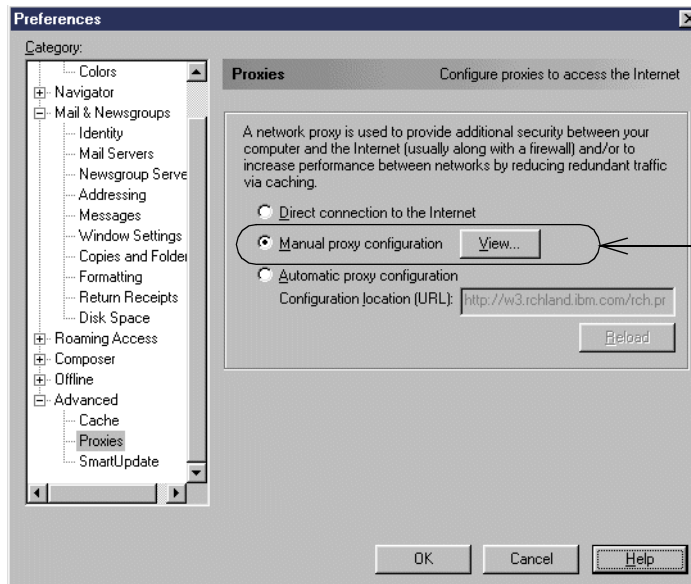 Preferences
Category:
Colors
Navigator
Mail & Newsgroups
Identity
Mail Servers
Newsgroup Serve
Addressing
Messages
Window Settings
Copies and Folder
Formatting
Return Receipts
Disk Space
Roaming Access
Composer
Offline
Advanced
Cache
Proxies
SmartUpdate
Proxies Configure proxies to access the Internet
A network proxy is used to provide additional security between your
computer and the Internet (usually along with a firewall) and/or to
increase performance between networks by reducing redundant traffic
via caching.
Direct connection to the Internet
Manual proxy configuration View...
Automatic proxy configuration
Configuration location (URL): http://w3.rchland.ibm.com/rch.pr
Reload
OK Cancel Help